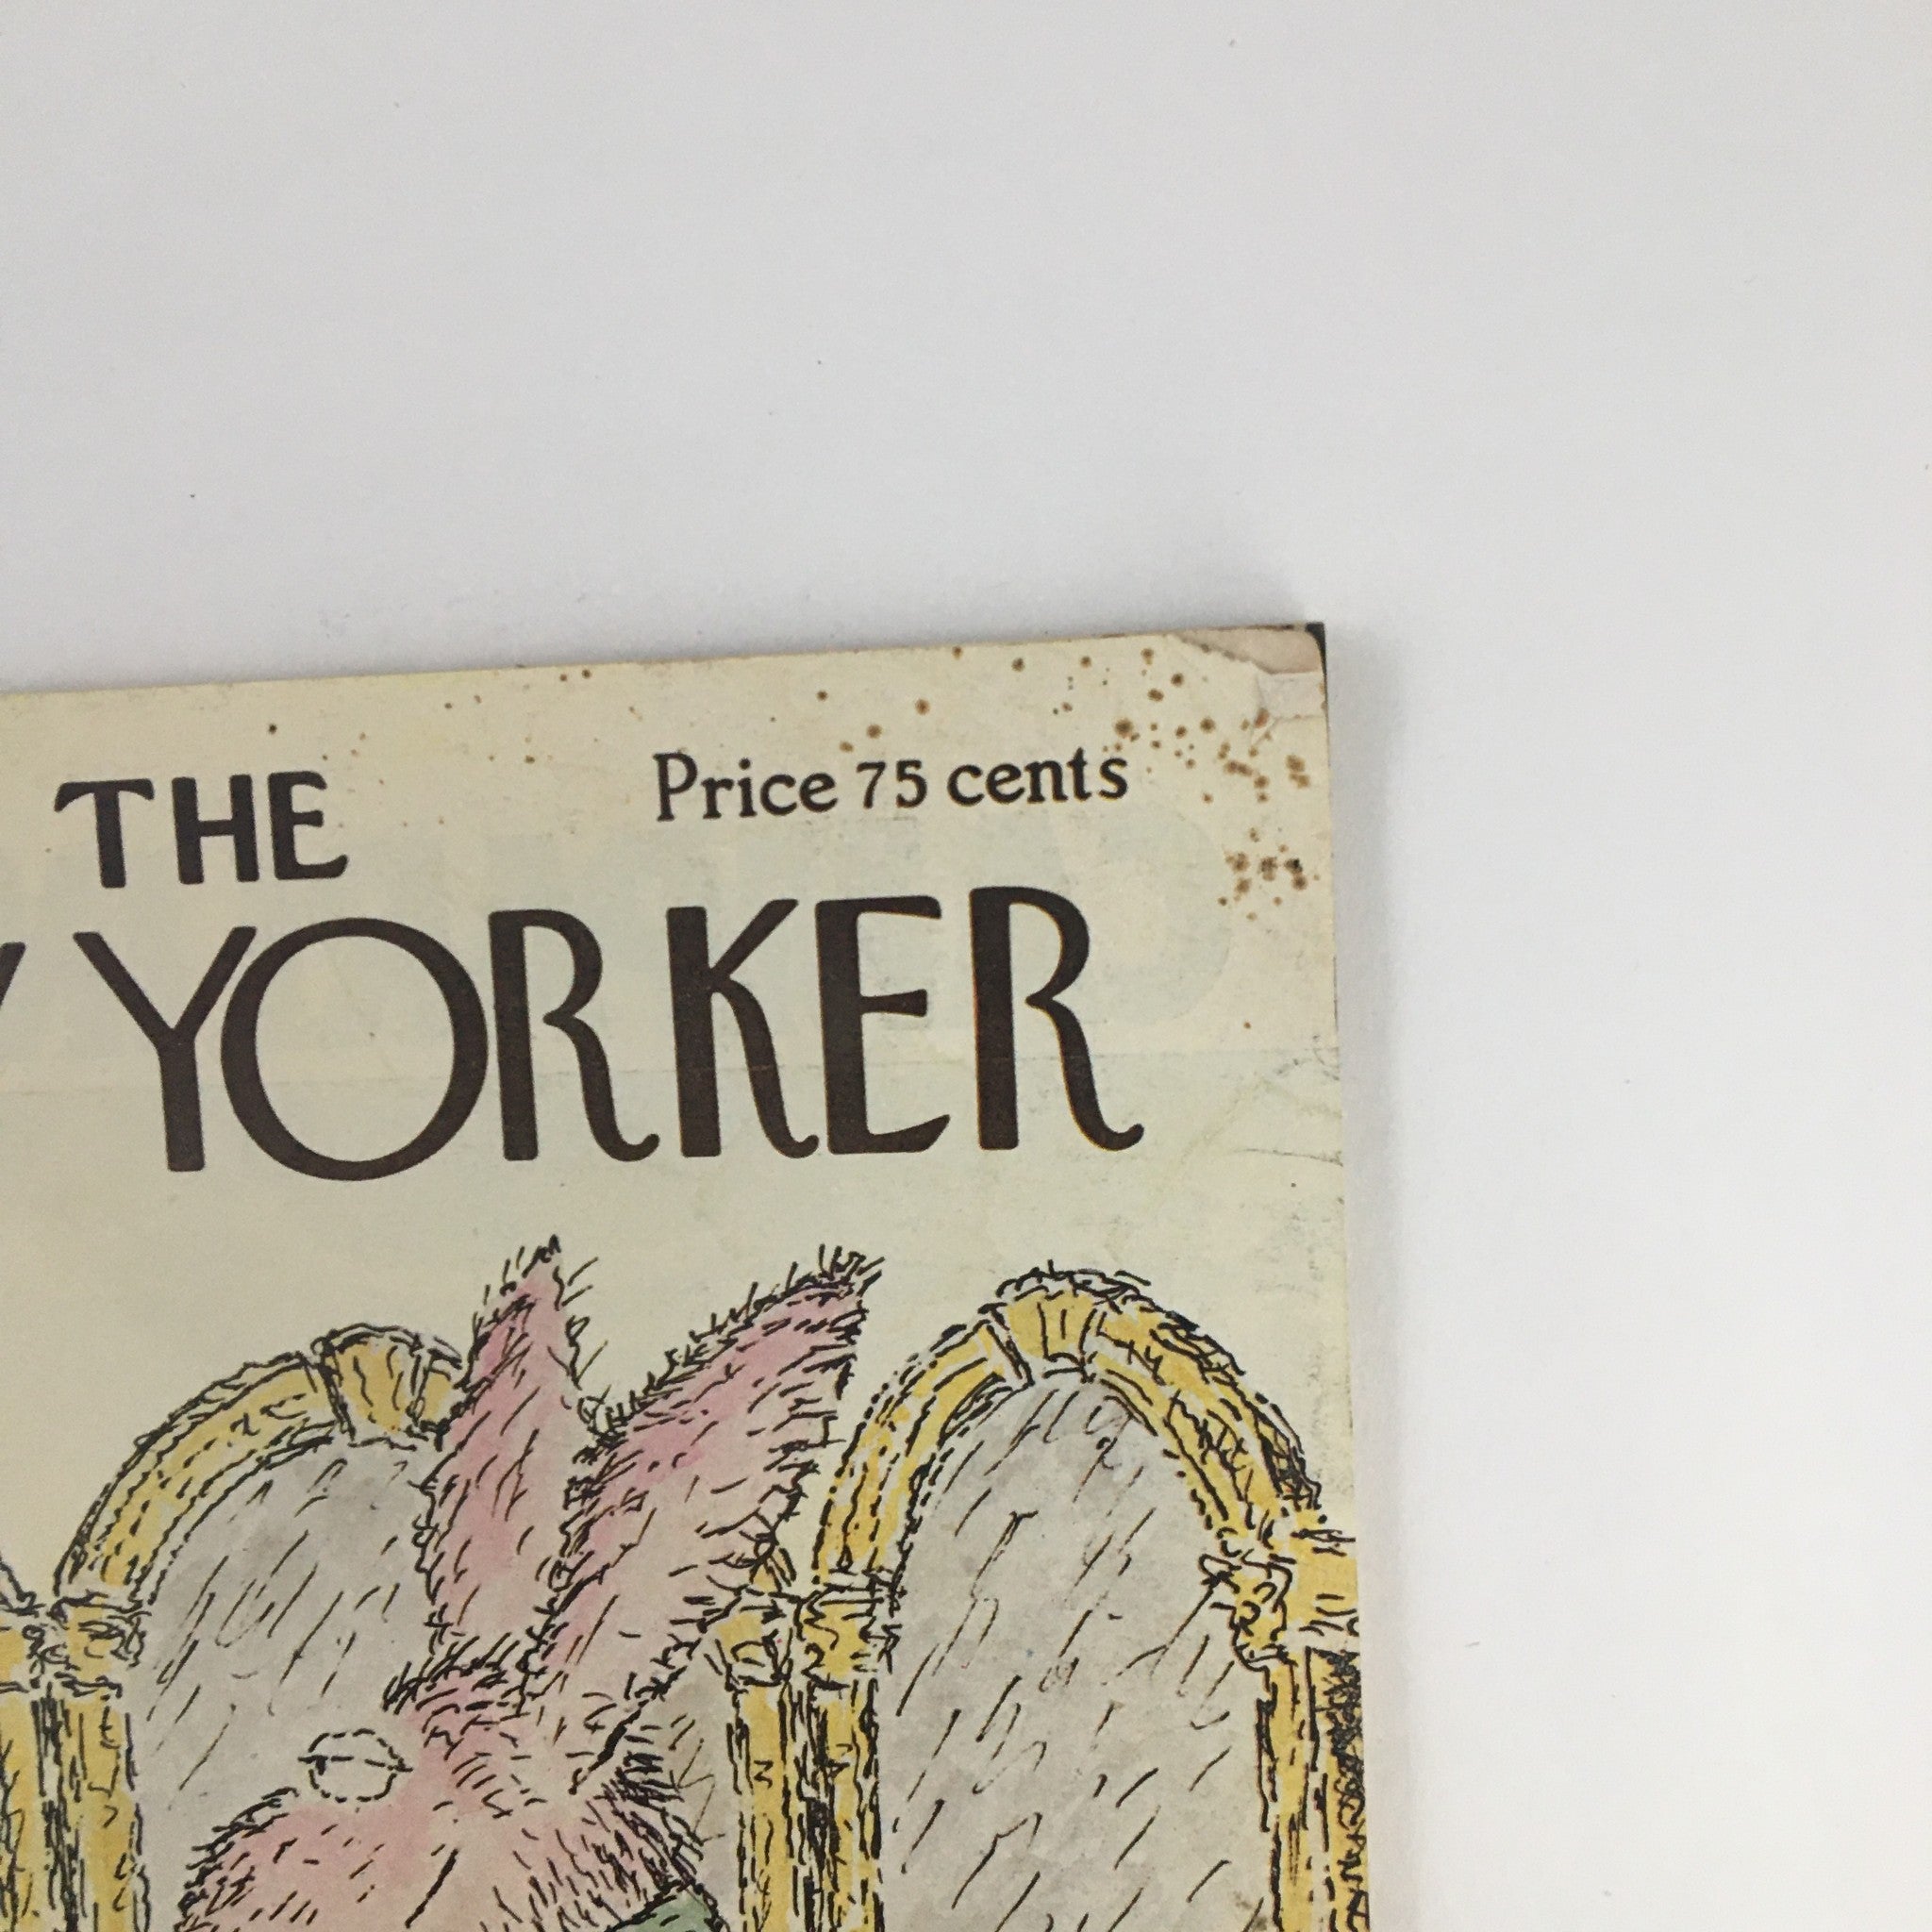 THE
Price 75 cents
YORKER